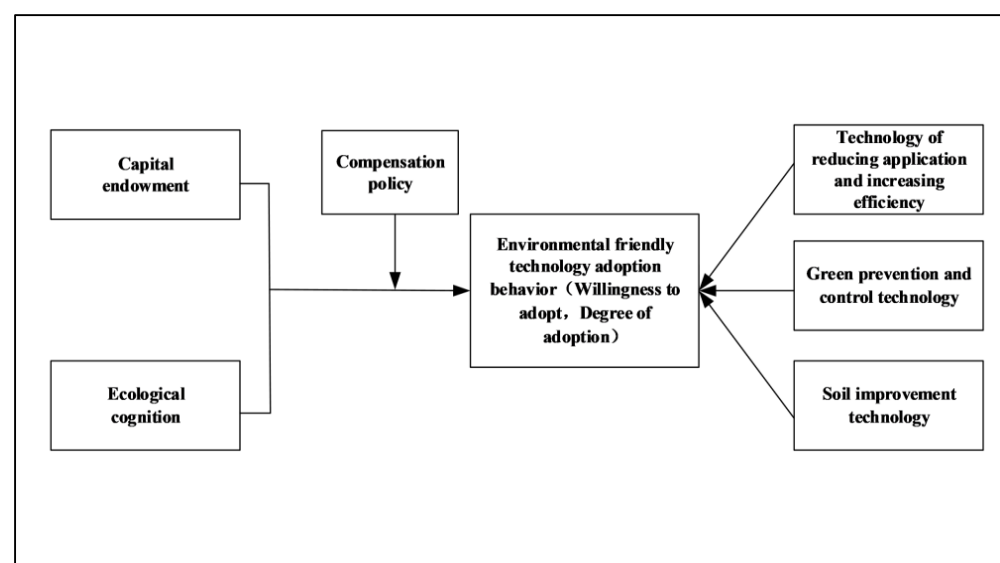 Capital
endowment
Compensation
policy
Technology of
reducing application
and increasing
efficiency
Environmental friendly
technology adoption
behavior（Willingness to
adopt，Degree of
adoption）
Green prevention and
control technology
Ecological
cognition
Soil improvement
technology